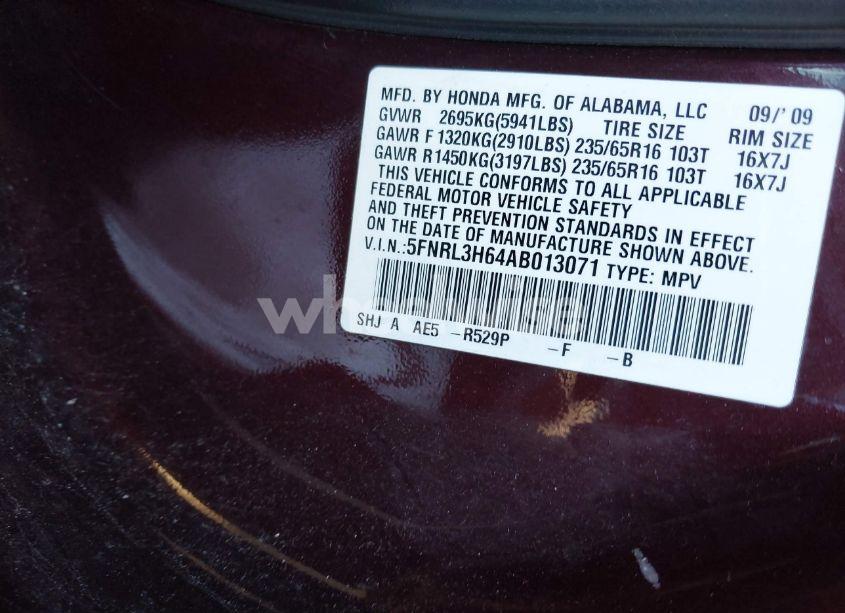 MFD. BY HONDA MFG. OF ALABAMA, LLC 09/'09
GVWR 2695KG(5941LBS) TIRE SIZE RIM SIZE
GAWR F 1320KG(2910LBS) 235/65R16 103T 16X7J
GAWR R1450KG(3197LBS) 235/65R16 103T 16X7J
THIS VEHICLE CONFORMS TO ALL APPLICABLE
FEDERAL MOTOR VEHICLE SAFETY
AND THEFT PREVENTION STANDARDS IN EFFECT
ON THE DATE OF MANUFACTURE SHOWN ABOVE.
V.I.N.:5FNRL3H64AB013071 TYPE: MPV
wheelwise
SHJ A AE5 -R529P -F -B